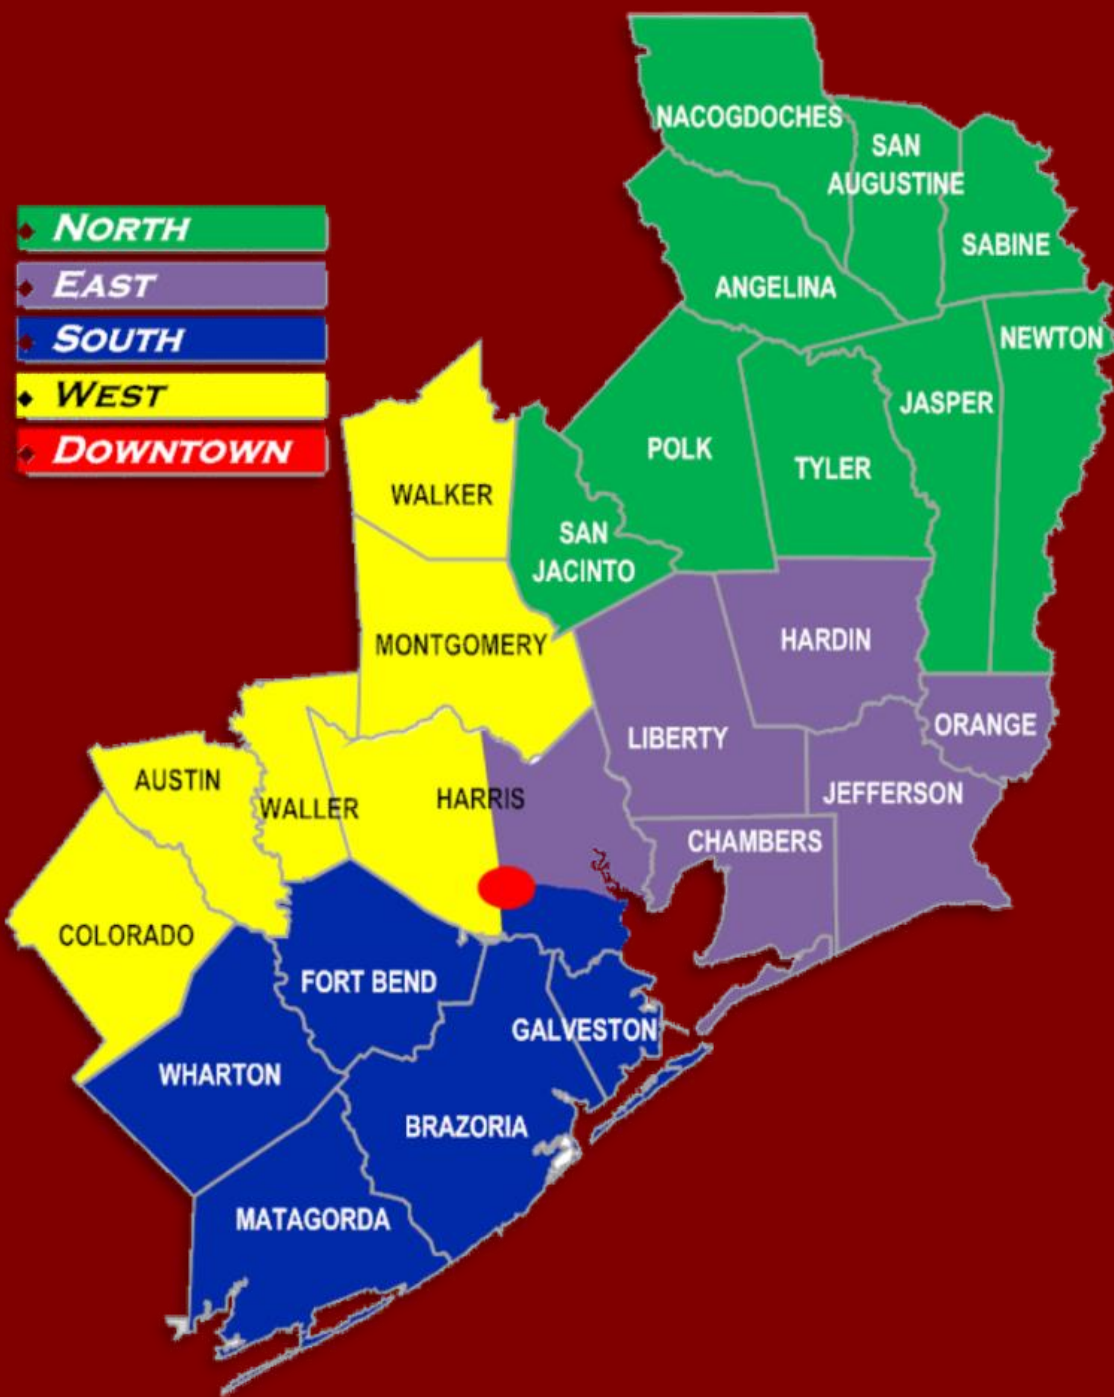 NORTH
EAST
SOUTH
WEST
DOWNTOWN
NACOGDOCHES
SAN
AUGUSTINE
SABINE
ANGELINA
NEWTON
JASPER
POLK
TYLER
WALKER
SAN
JACINTO
MONTGOMERY
HARDIN
LIBERTY
ORANGE
AUSTIN
WALLER
HARRIS
JEFFERSON
CHAMBERS
COLORADO
FORT BEND
GALVESTON
WHARTON
BRAZORIA
MATAGORDA